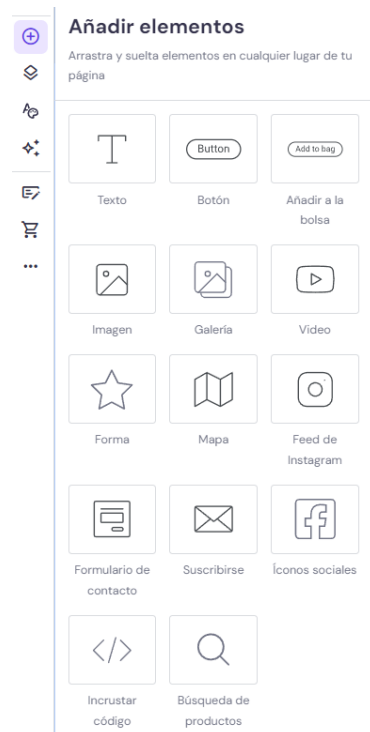 Añadir elementos
Arrastra y suelta elementos en cualquier lugar de tu
página
Button
Add to bag
Texto
Botón
Añadir a la
bolsa
Imagen
Galería
Video
Forma
Mapa
Feed de
Instagram
Formulario de
contacto
Suscribirse
Íconos sociales
Incrustar
código
Búsqueda de
productos